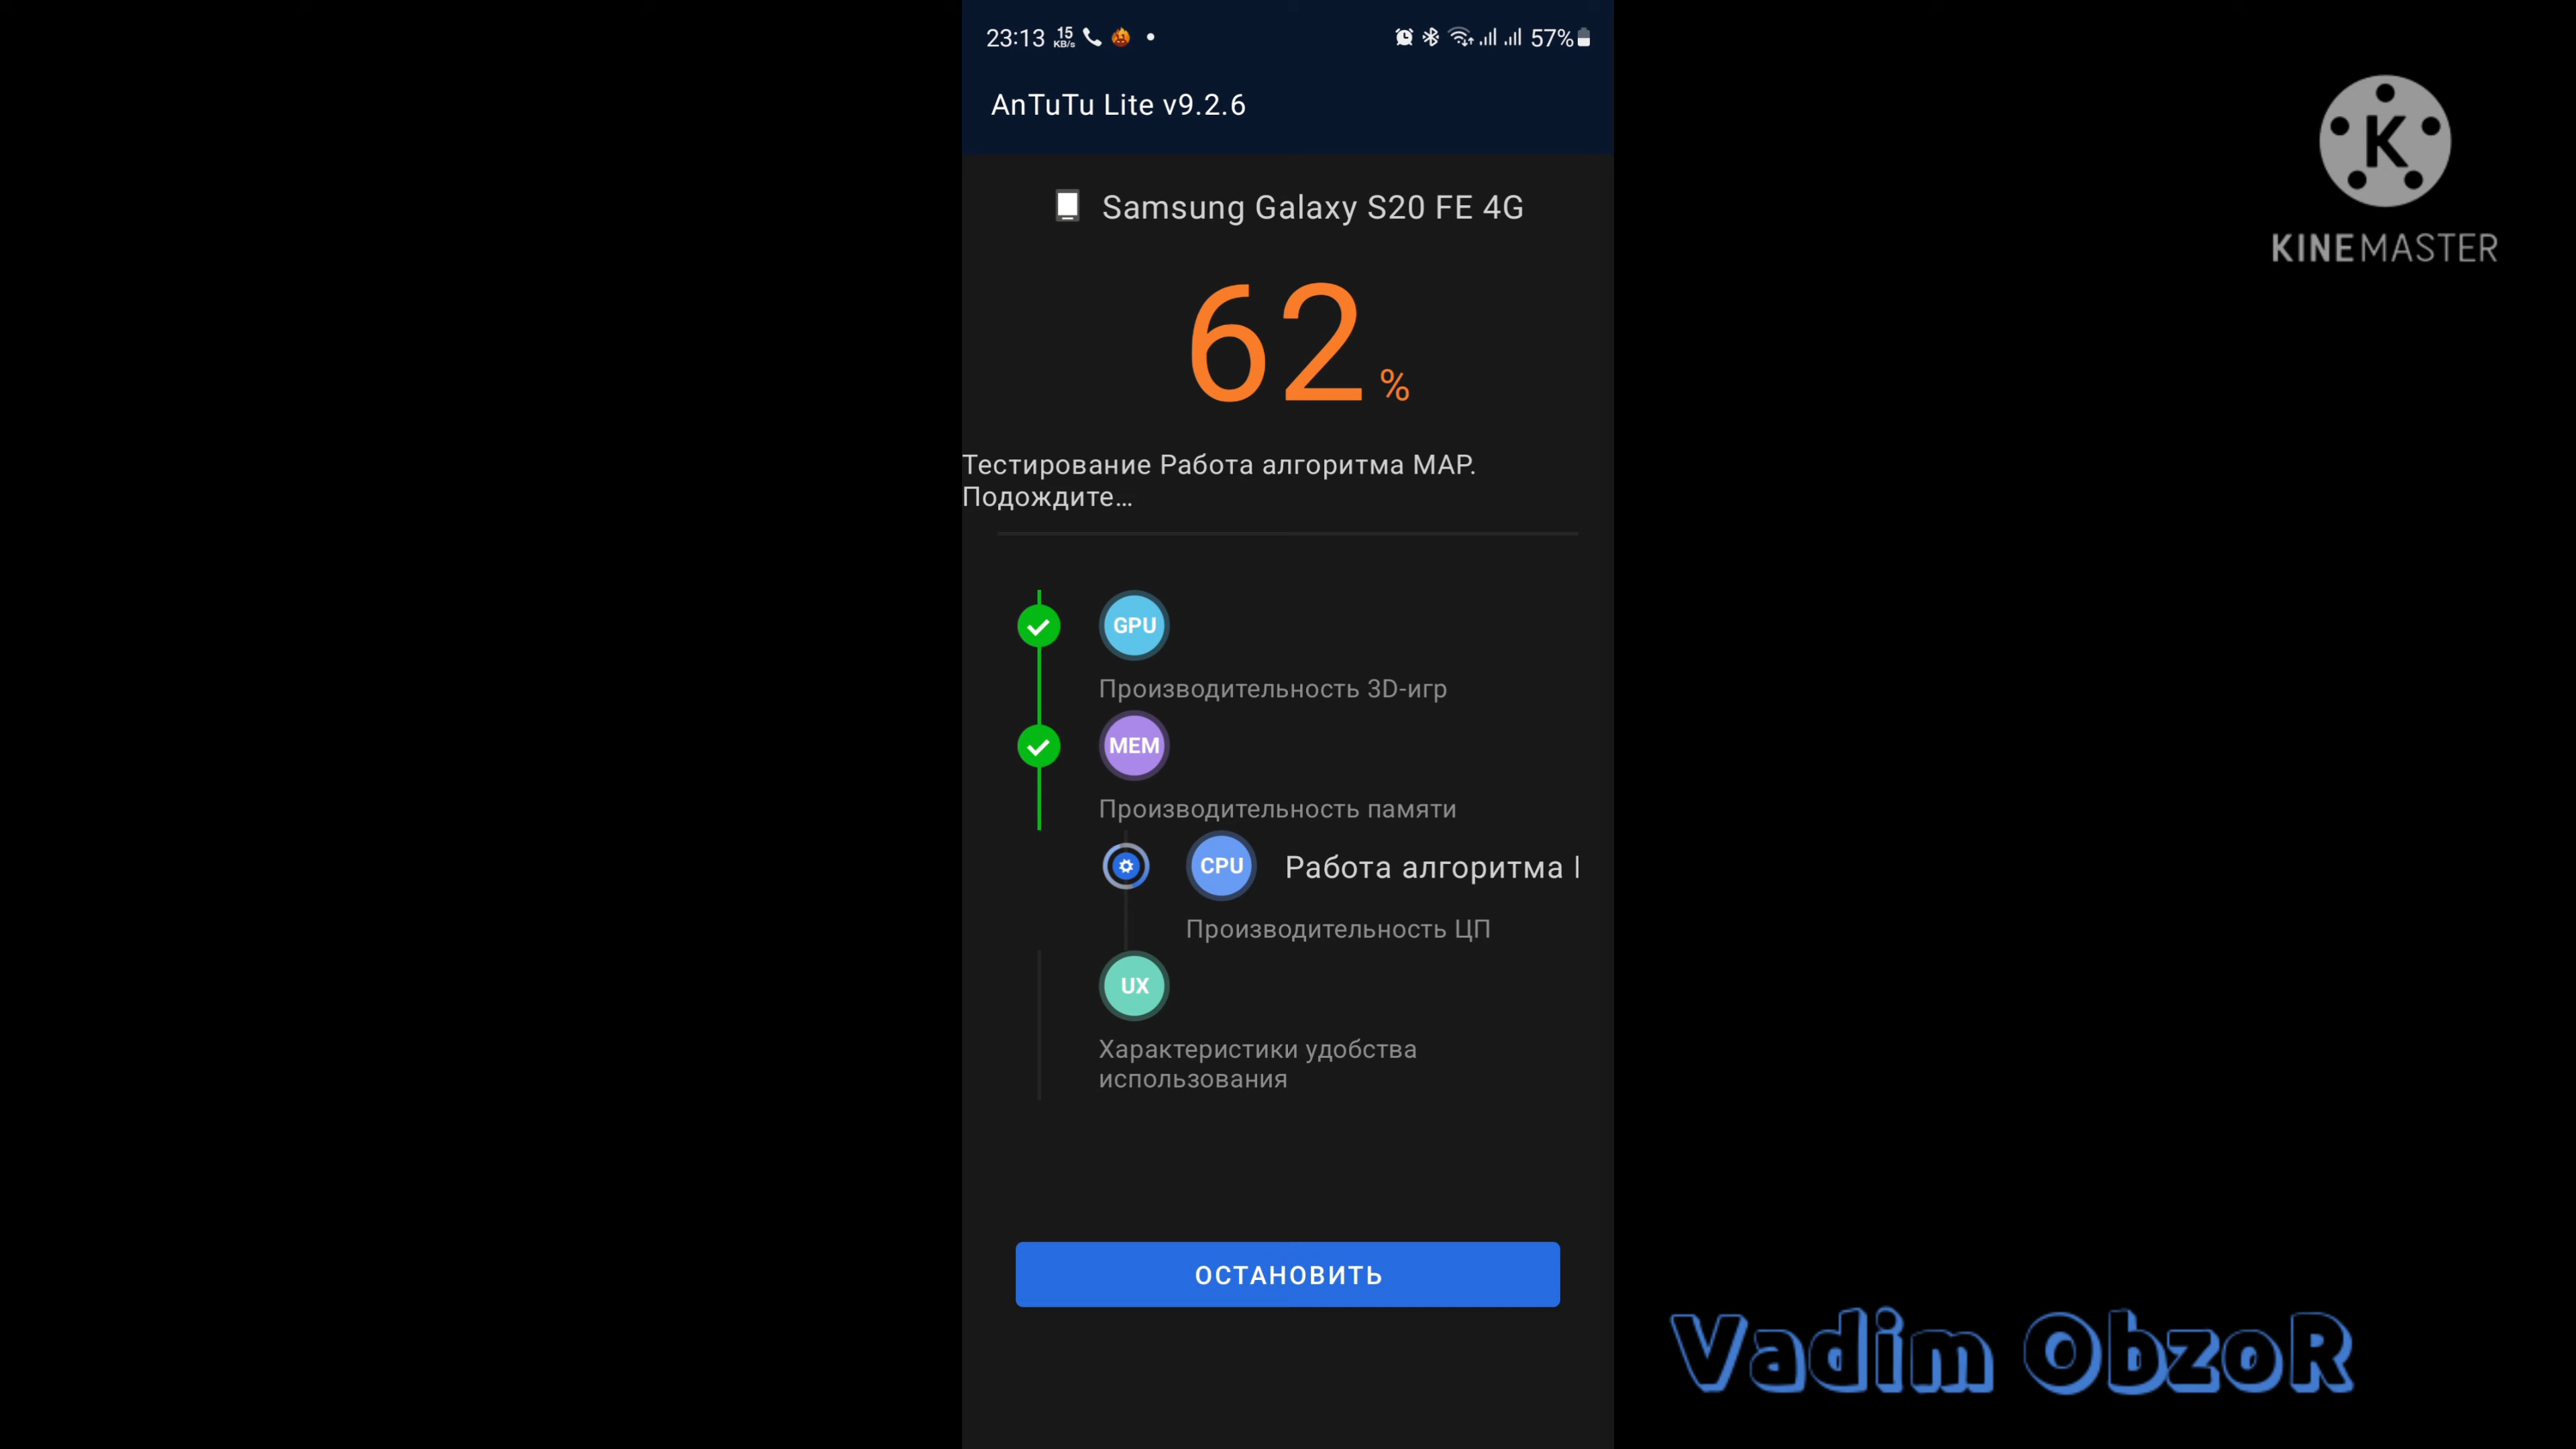 23:13 15 KB/s 57%
AnTuTu Lite v9.2.6
Samsung Galaxy S20 FE 4G
62%
Тестирование Работа алгоритма MAP.
Подождите...
GPU
Производительность 3D-игр
MEM
Производительность памяти
CPU Работа алгоритма
Производительность ЦП
UX
Характеристики удобства
использования
ОСТАНОВИТЬ
K
KINEMASTER
Vadim ObzoR